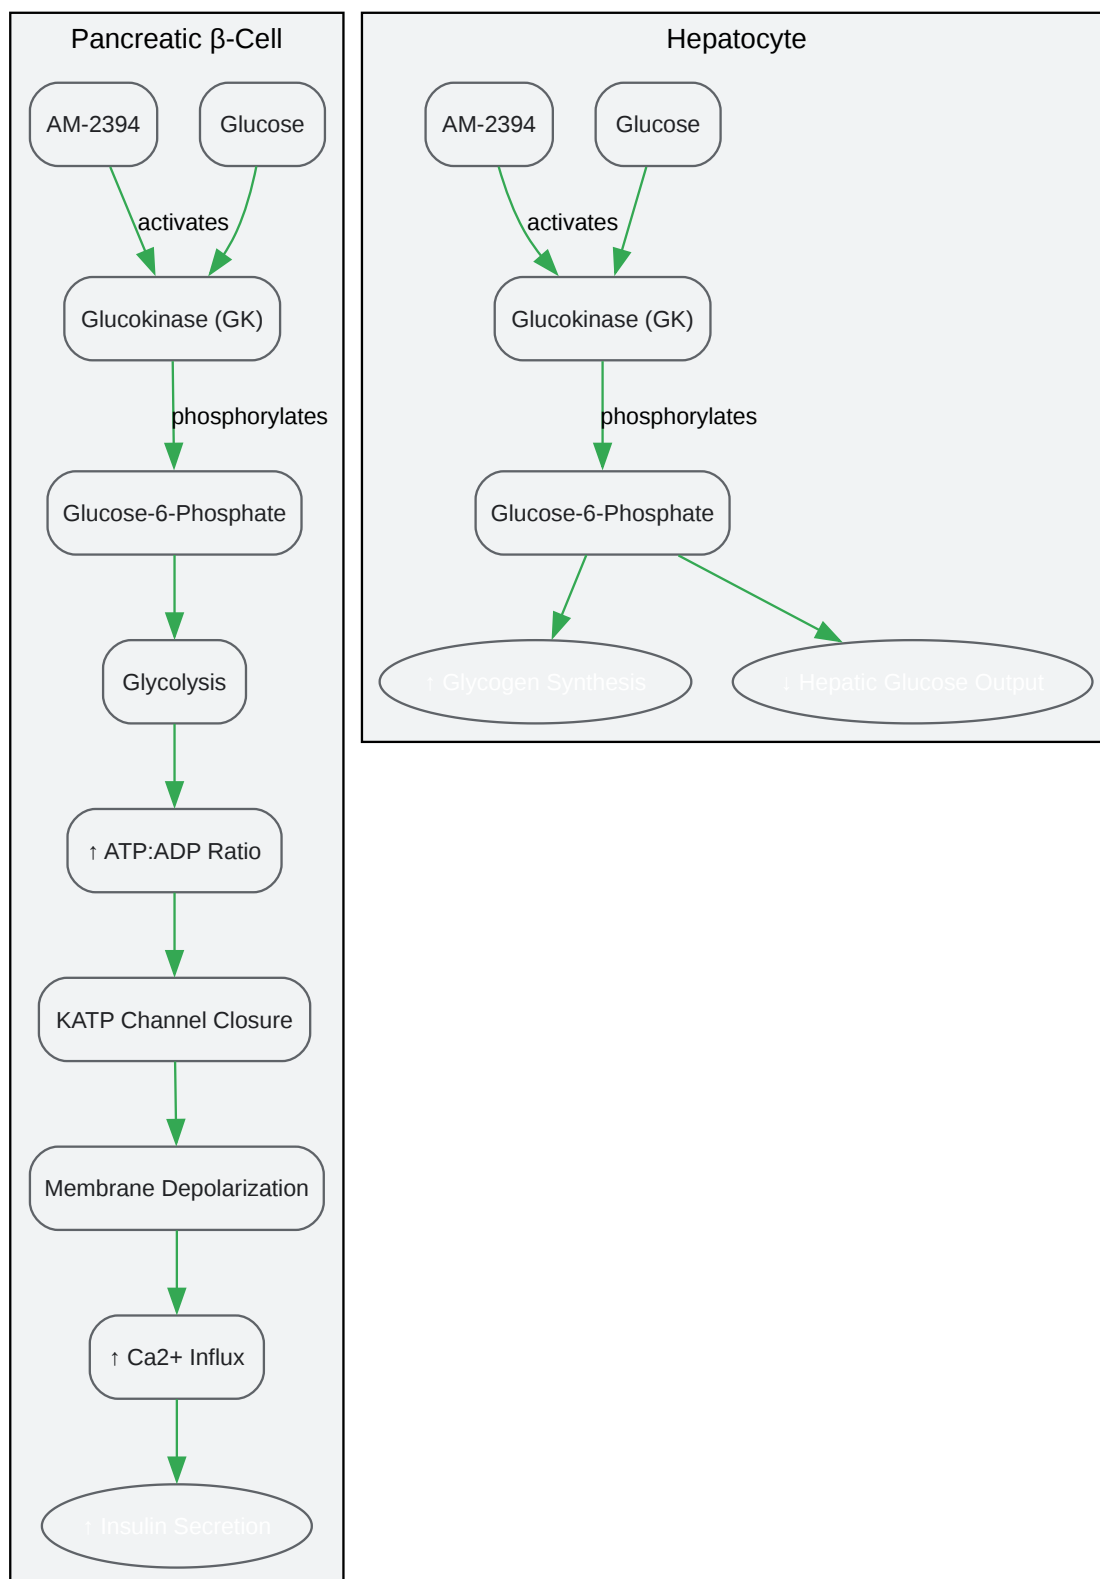 Pancreatic β-Cell
AM-2394
Glucose
activates
Glucokinase (GK)
phosphorylates
Glucose-6-Phosphate
Glycolysis
↑ ATP:ADP Ratio
KATP Channel Closure
Membrane Depolarization
↑ Ca2+ Influx
↑ Insulin Secretion
Hepatocyte
AM-2394
Glucose
activates
Glucokinase (GK)
phosphorylates
Glucose-6-Phosphate
↑ Glycogen Synthesis
↓ Hepatic Glucose Output